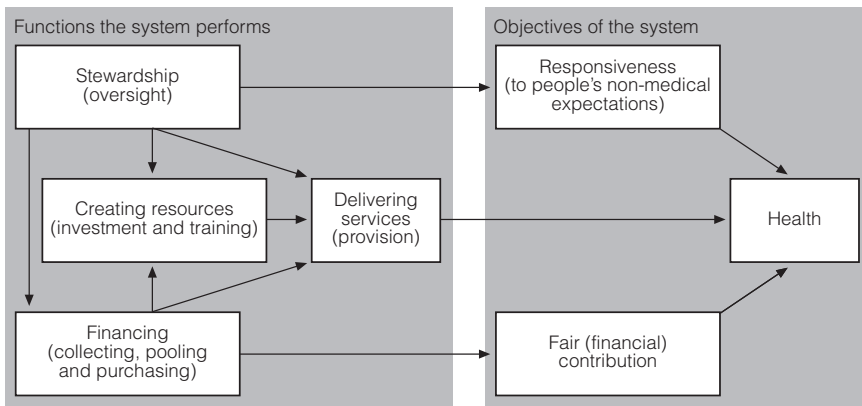 Functions the system performs
Stewardship
(oversight)
Creating resources
(investment and training)
Delivering
services
(provision)
Financing
(collecting, pooling
and purchasing)
Objectives of the system
Responsiveness
(to people's non-medical
expectations)
Health
Fair (financial)
contribution